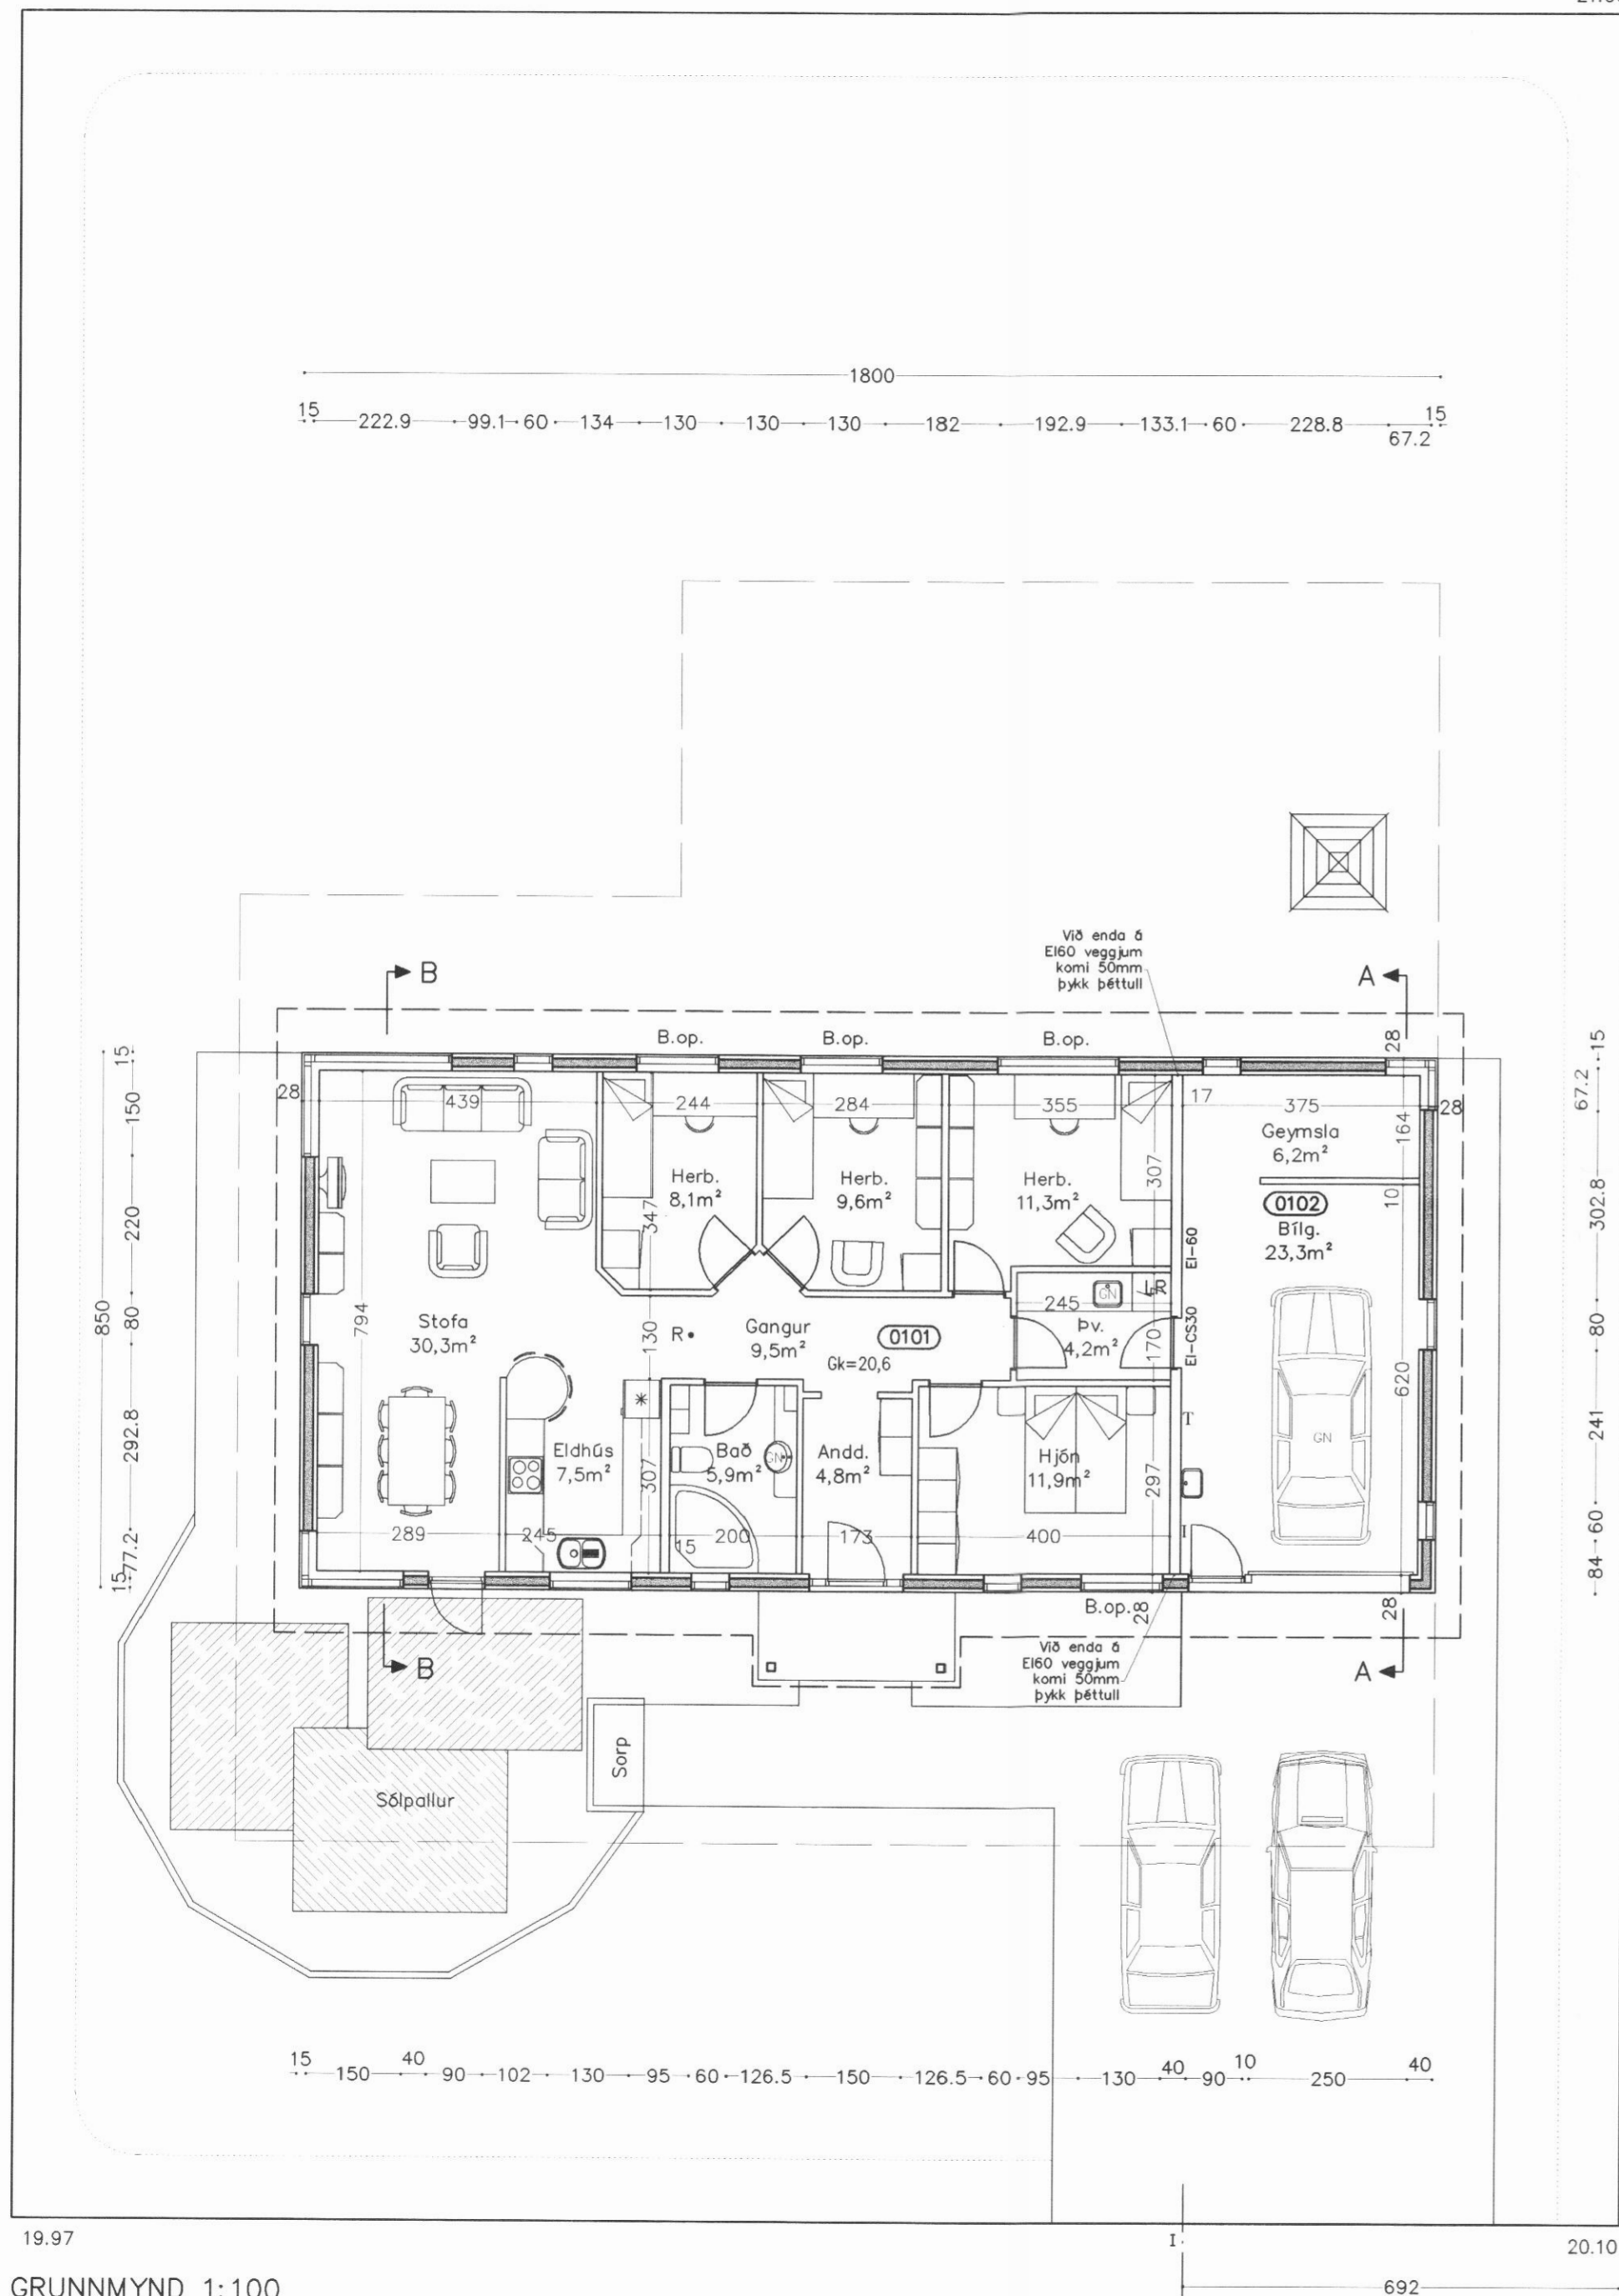 1800
15 222.9 99.1 60 134 130 130 130 182 192.9 133.1 60 228.8 67.2 15
Við enda á
EI60 veggjum
komi 50mm
þykk þéttull
B
A
B.op. B.op. B.op.
28
28 439 244 284 355 17 375 28
164
Geymsla
6,2m²
10
0102
Bílg.
23,3m²
Herb.
8,1m²
Herb.
9,6m²
Herb.
11,3m²
347
307
EI-60
EI-CS30
794
Stofa
30,3m²
130
R
Gangur
9,5m²
0101
Gk=20,6
245
GN
Þv.
4,2m²
170
620
GN
T
Eldhús
7,5m²
307
Bað
5,9m²
GN
Andd.
4,8m²
Hjón
11,9m²
297
289 245 15 200 173 400
I
B.op.
28
28
Við enda á
EI60 veggjum
komi 50mm
þykk þéttull
B
A
Sorp
Sólpallur
850
15 150 220 80 292.8 77.2 15
15 67.2 302.8 80 241 60 84
15 150 40 90 102 130 95 60 126.5 150 126.5 60 95 130 40 90 10 250 40
19.97
I
20.10
692
GRUNNMYND 1:100